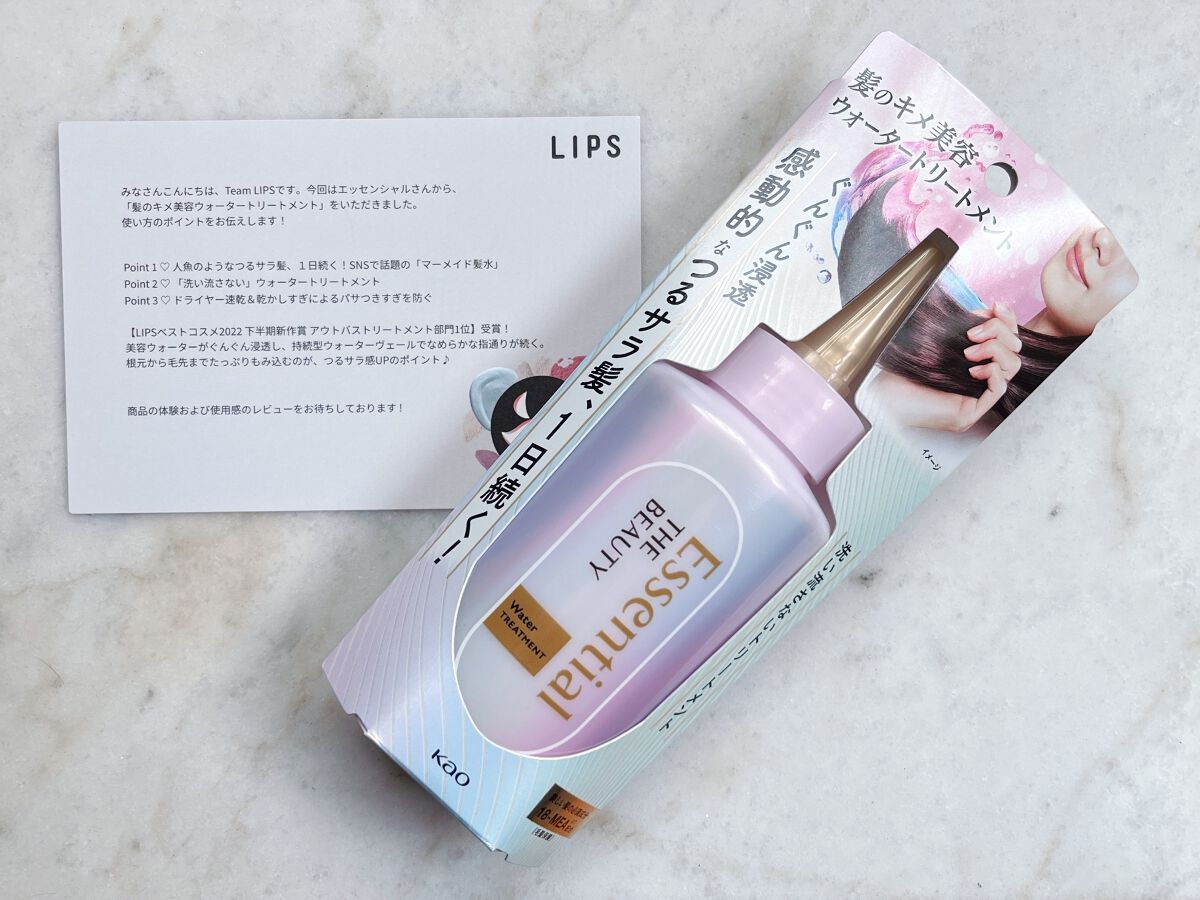 LIPS
みなさんこんにちは、Team LIPSです。今回はエッセンシャルさんから、
「髪のキメ美容ウォータートリートメント」をいただきました。
使い方のポイントをお伝えします！
Point 1 ♡ 人魚のようなつるサラ髪、１日続く！SNSで話題の「マーメイド髪水」
Point 2 ♡ 「洗い流さない」ウォータートリートメント
Point 3 ♡ ドライヤー速乾＆乾かしすぎによるパサつきすぎを防ぐ
【LIPSベストコスメ2022 下半期新作賞 アウトバストリートメント部門1位】受賞！
美容ウォーターがぐんぐん浸透し、持続型ウォーターヴェールでなめらかな指通りが続く。
根元から毛先までたっぷりもみ込むのが、つるサラ感UPのポイント♪
商品の体験および使用感のレビューをお待ちしております！
髪のキメ美容
ウォータートリートメント
ぐんぐん浸透
感動的なつるサラ髪、1日続く！
イメージ
Essential
THE
BEAUTY
Water
TREATMENT
洗い流さないトリートメント
Kao
18-MEA